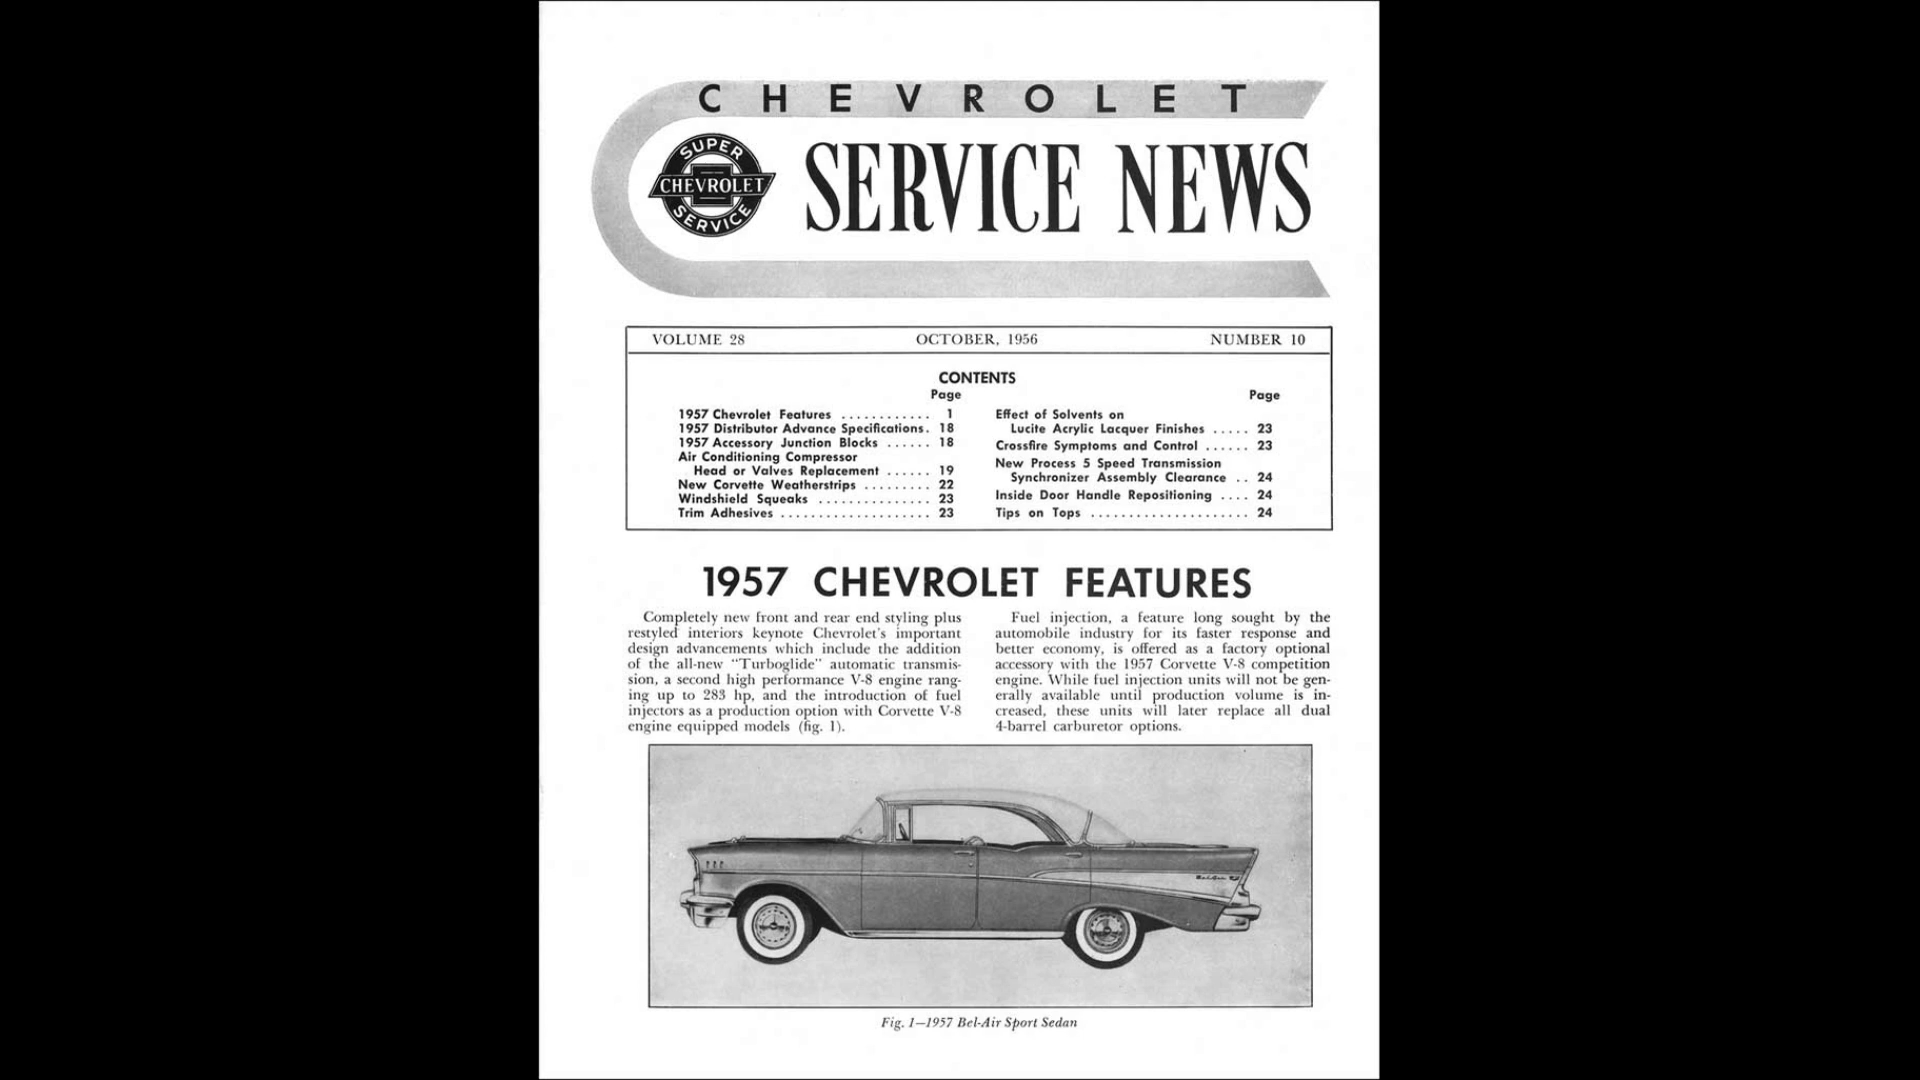 CHEVROLET
SUPER
CHEVROLET
SERVICE
SERVICE NEWS
VOLUME 28 OCTOBER, 1956 NUMBER 10
CONTENTS
Page
1957 Chevrolet Features ............ 1
1957 Distributor Advance Specifications. 18
1957 Accessory Junction Blocks ...... 18
Air Conditioning Compressor
Head or Valves Replacement ...... 19
New Corvette Weatherstrips ......... 22
Windshield Squeaks ............... 23
Trim Adhesives .................... 23
Page
Effect of Solvents on
Lucite Acrylic Lacquer Finishes ..... 23
Crossfire Symptoms and Control ...... 23
New Process 5 Speed Transmission
Synchronizer Assembly Clearance .. 24
Inside Door Handle Repositioning .... 24
Tips on Tops ..................... 24
1957 CHEVROLET FEATURES
Completely new front and rear end styling plus
restyled interiors keynote Chevrolet's important
design advancements which include the addition
of the all-new "Turboglide" automatic transmis-
sion, a second high performance V-8 engine rang-
ing up to 283 hp, and the introduction of fuel
injectors as a production option with Corvette V-8
engine equipped models (fig. 1).
Fuel injection, a feature long sought by the
automobile industry for its faster response and
better economy, is offered as a factory optional
accessory with the 1957 Corvette V-8 competition
engine. While fuel injection units will not be gen-
erally available until production volume is in-
creased, these units will later replace all dual
4-barrel carburetor options.
Bel Air
Fig. 1—1957 Bel-Air Sport Sedan